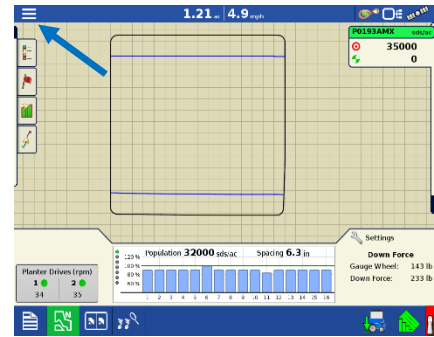 1.21 ac 4.9 mph
P0193AMX sds/ac
35000
0
Settings
Population 32000 sds/ac Spacing 6.3 in
120 %
100 %
80 %
60 %
1 2 3 4 5 6 7 8 9 10 11 12 13 14 15 16
Planter Drives (rpm)
1 2
34 35
Down Force
Gauge Wheel: 143 lb
Down Force: 233 lb